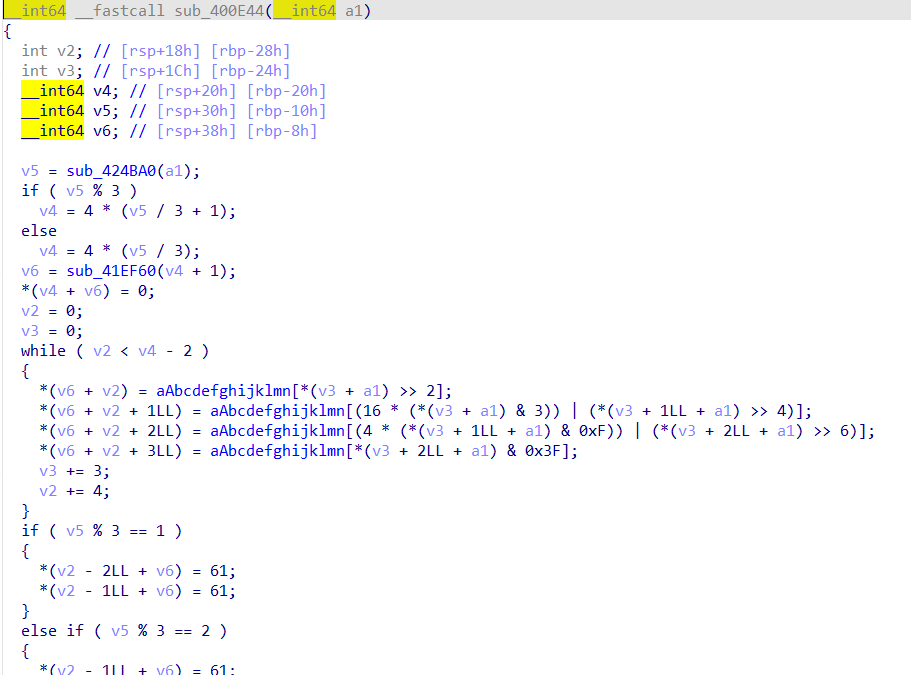 __int64 __fastcall sub_400E44(__int64 a1)
{
  int v2; // [rsp+18h] [rbp-28h]
  int v3; // [rsp+1Ch] [rbp-24h]
  __int64 v4; // [rsp+20h] [rbp-20h]
  __int64 v5; // [rsp+30h] [rbp-10h]
  __int64 v6; // [rsp+38h] [rbp-8h]

  v5 = sub_424BA0(a1);
  if ( v5 % 3 )
    v4 = 4 * (v5 / 3 + 1);
  else
    v4 = 4 * (v5 / 3);
  v6 = sub_41EF60(v4 + 1);
  *(v4 + v6) = 0;
  v2 = 0;
  v3 = 0;
  while ( v2 < v4 - 2 )
  {
    *(v6 + v2) = aAbcdefghijklmn[*(v3 + a1) >> 2];
    *(v6 + v2 + 1LL) = aAbcdefghijklmn[(16 * (*(v3 + a1) & 3)) | (*(v3 + 1LL + a1) >> 4)];
    *(v6 + v2 + 2LL) = aAbcdefghijklmn[(4 * (*(v3 + 1LL + a1) & 0xF)) | (*(v3 + 2LL + a1) >> 6)];
    *(v6 + v2 + 3LL) = aAbcdefghijklmn[*(v3 + 2LL + a1) & 0x3F];
    v3 += 3;
    v2 += 4;
  }
  if ( v5 % 3 == 1 )
  {
    *(v2 - 2LL + v6) = 61;
    *(v2 - 1LL + v6) = 61;
  }
  else if ( v5 % 3 == 2 )
  {
    *(v2 - 1LL + v6) = 61;